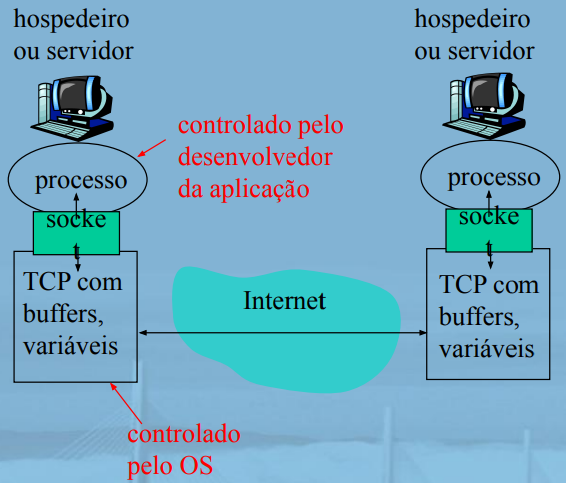 hospedeiro
ou servidor
controlado pelo
desenvolvedor
da aplicação
processo
socke
t
TCP com
buffers,
variáveis
controlado
pelo OS
Internet
hospedeiro
ou servidor
processo
socke
t
TCP com
buffers,
variáveis